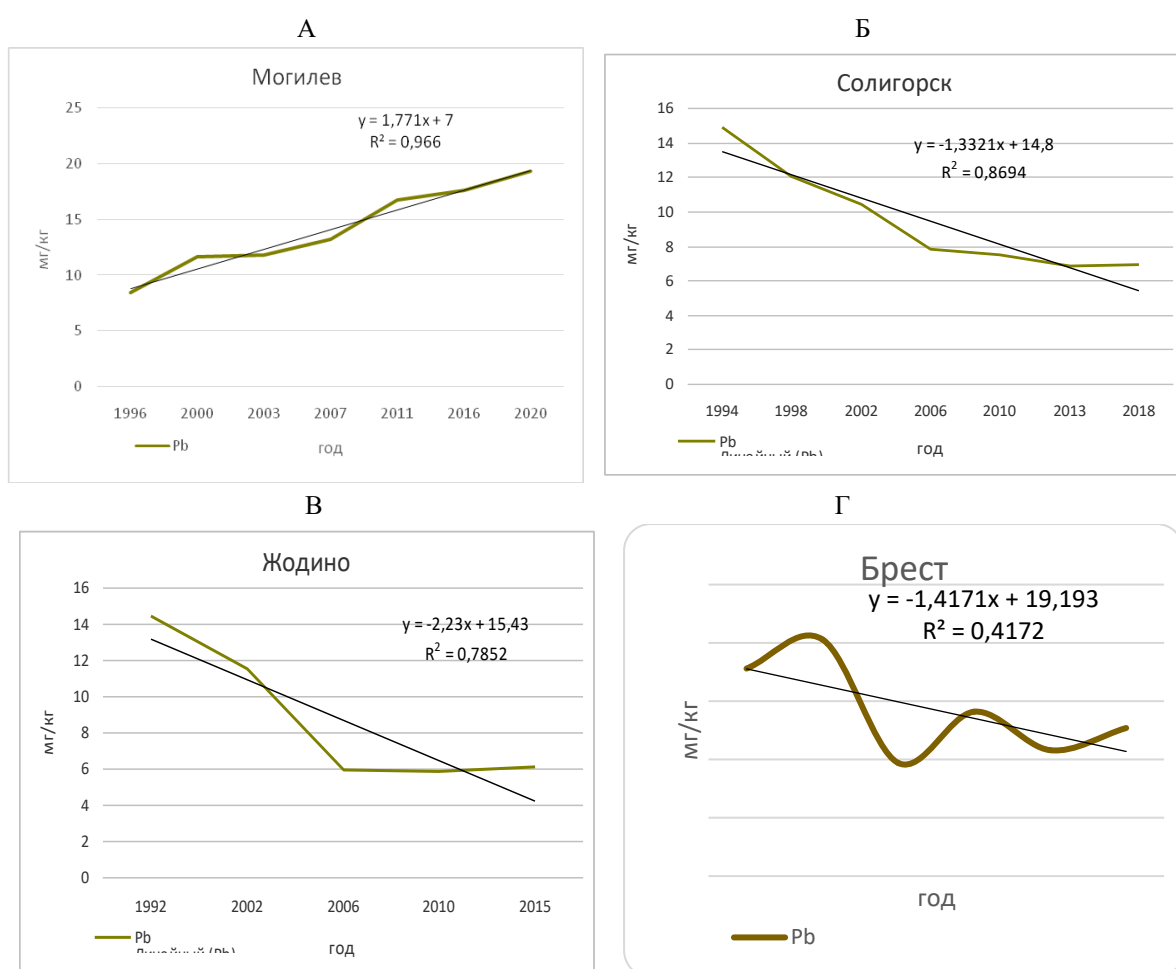 А
Могилев
25
20
15
10
5
0
мг/кг
y = 1,771x + 7
R² = 0,966
1996 2000 2003 2007 2011 2016 2020
Pb
год
Б
Солигорск
16
14
12
10
8
6
4
2
0
мг/кг
y = -1,3321x + 14,8
R² = 0,8694
1994 1998 2002 2006 2010 2013 2018
Pb
Линейный (Pb)
год
В
Жодино
16
14
12
10
8
6
4
2
0
мг/кг
y = -2,23x + 15,43
R² = 0,7852
1992 2002 2006 2010 2015
Pb
Линейный (Pb)
год
Г
Брест
y = -1,4171x + 19,193
R² = 0,4172
мг/кг
год
Pb